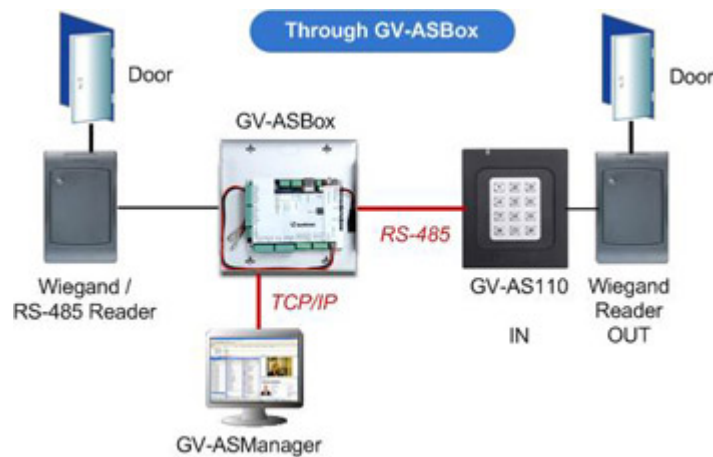 Through GV-ASBox
Door
Door
GV-ASBox
RS-485
Wiegand /
RS-485 Reader
TCP/IP
GV-AS110
IN
Wiegand
Reader
OUT
GV-ASManager